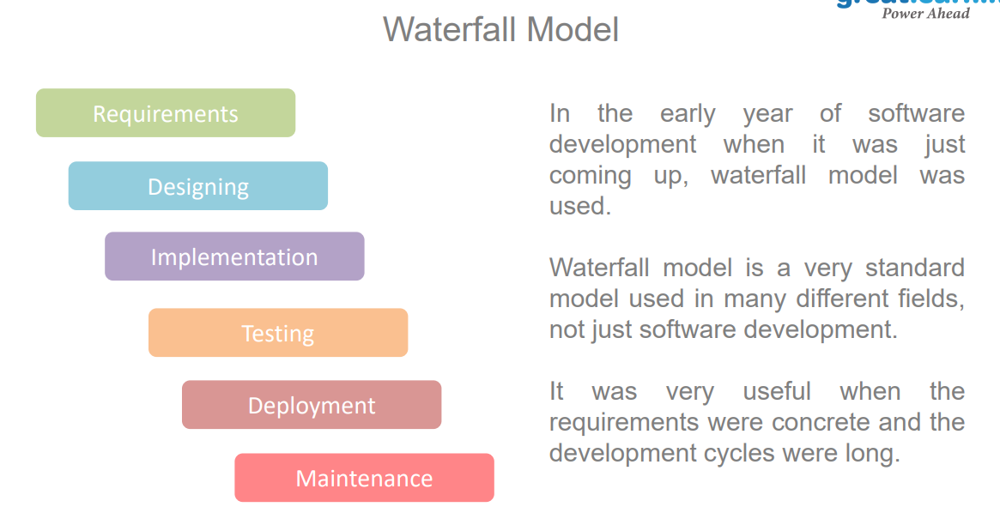 Power Ahead
Waterfall Model
Requirements
Designing
Implementation
Testing
Deployment
Maintenance
In the early year of software
development when it was just
coming up, waterfall model was
used.
Waterfall model is a very standard
model used in many different fields,
not just software development.
It was very useful when the
requirements were concrete and the
development cycles were long.